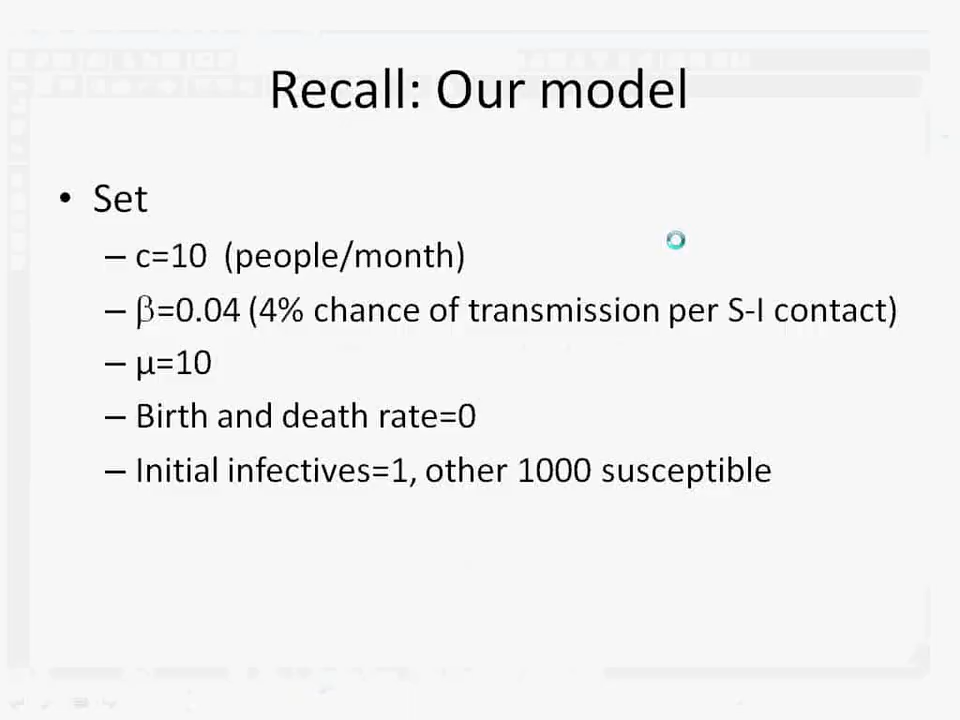 Recall: Our model
• Set
– c=10 (people/month)
– β=0.04 (4% chance of transmission per S-I contact)
– μ=10
– Birth and death rate=0
– Initial infectives=1, other 1000 susceptible